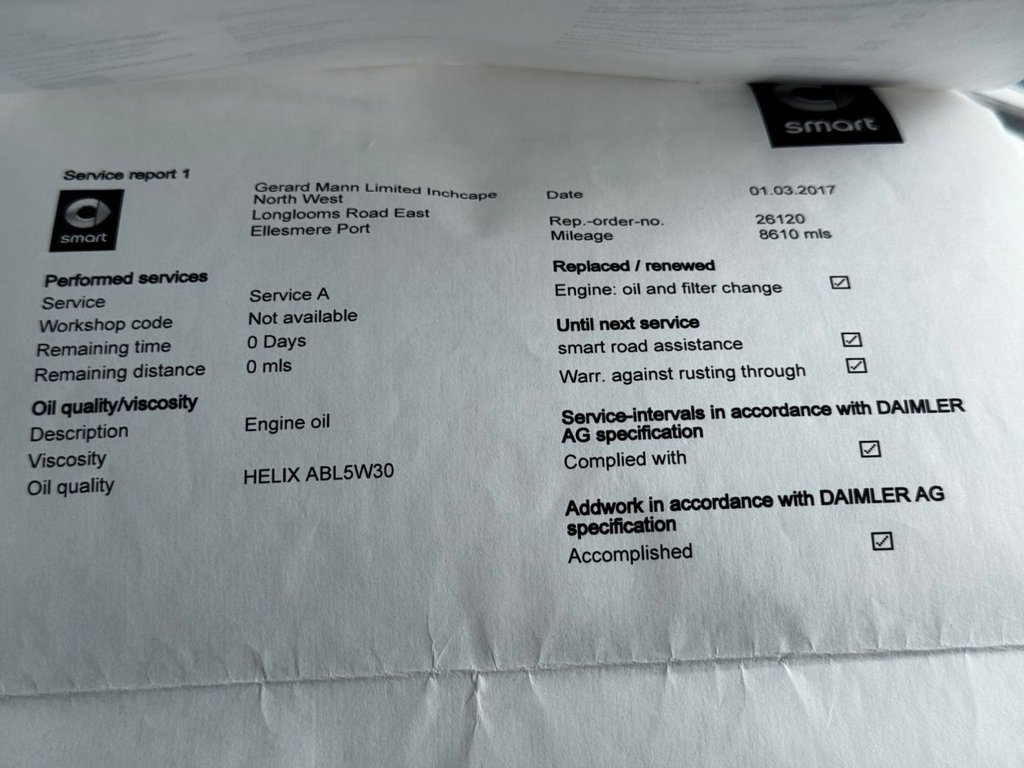 smart
Service report 1
smart
Gerard Mann Limited Inchcape
North West
Longlooms Road East
Ellesmere Port
Date 01.03.2017
Rep.-order-no. 26120
Mileage 8610 mls
Performed services
Service Service A
Workshop code Not available
Remaining time 0 Days
Remaining distance 0 mls
Oil quality/viscosity
Description Engine oil
Viscosity
Oil quality HELIX ABL5W30
Replaced / renewed
Engine: oil and filter change
Until next service
smart road assistance
Warr. against rusting through
Service-intervals in accordance with DAIMLER
AG specification
Complied with
Addwork in accordance with DAIMLER AG
specification
Accomplished